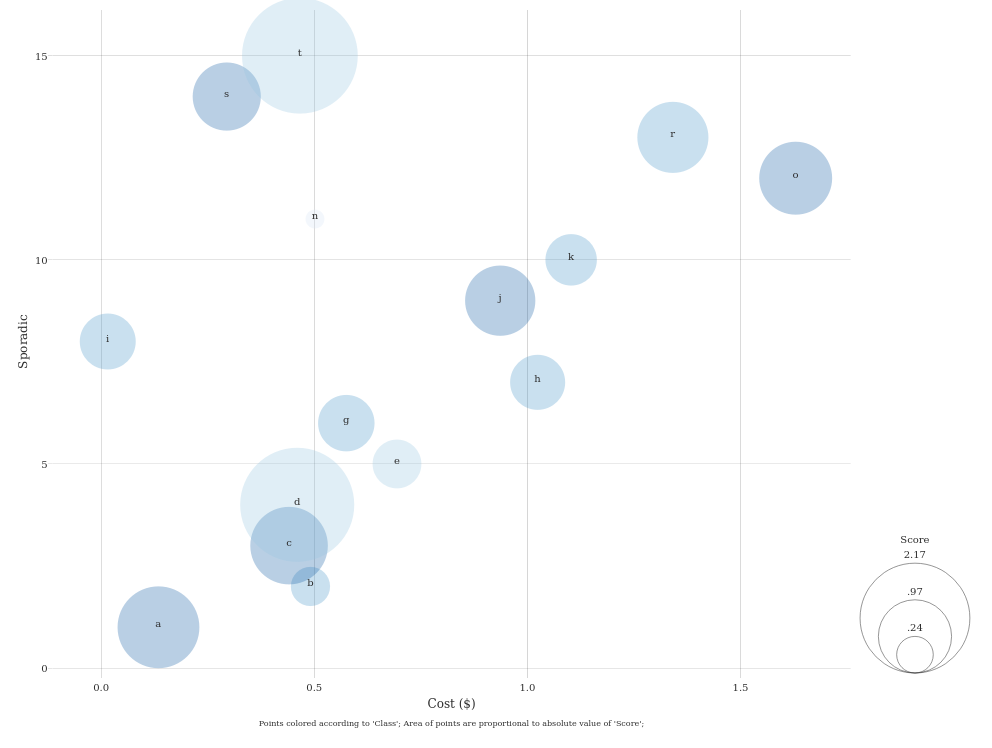 15
t
s
r
o
n
10
k
j
Sporadic
i
h
g
5
e
d
c
b
a
0
0.0
0.5
1.0
1.5
Cost ($)
Score
2.17
.97
.24
Points colored according to 'Class'; Area of points are proportional to absolute value of 'Score';